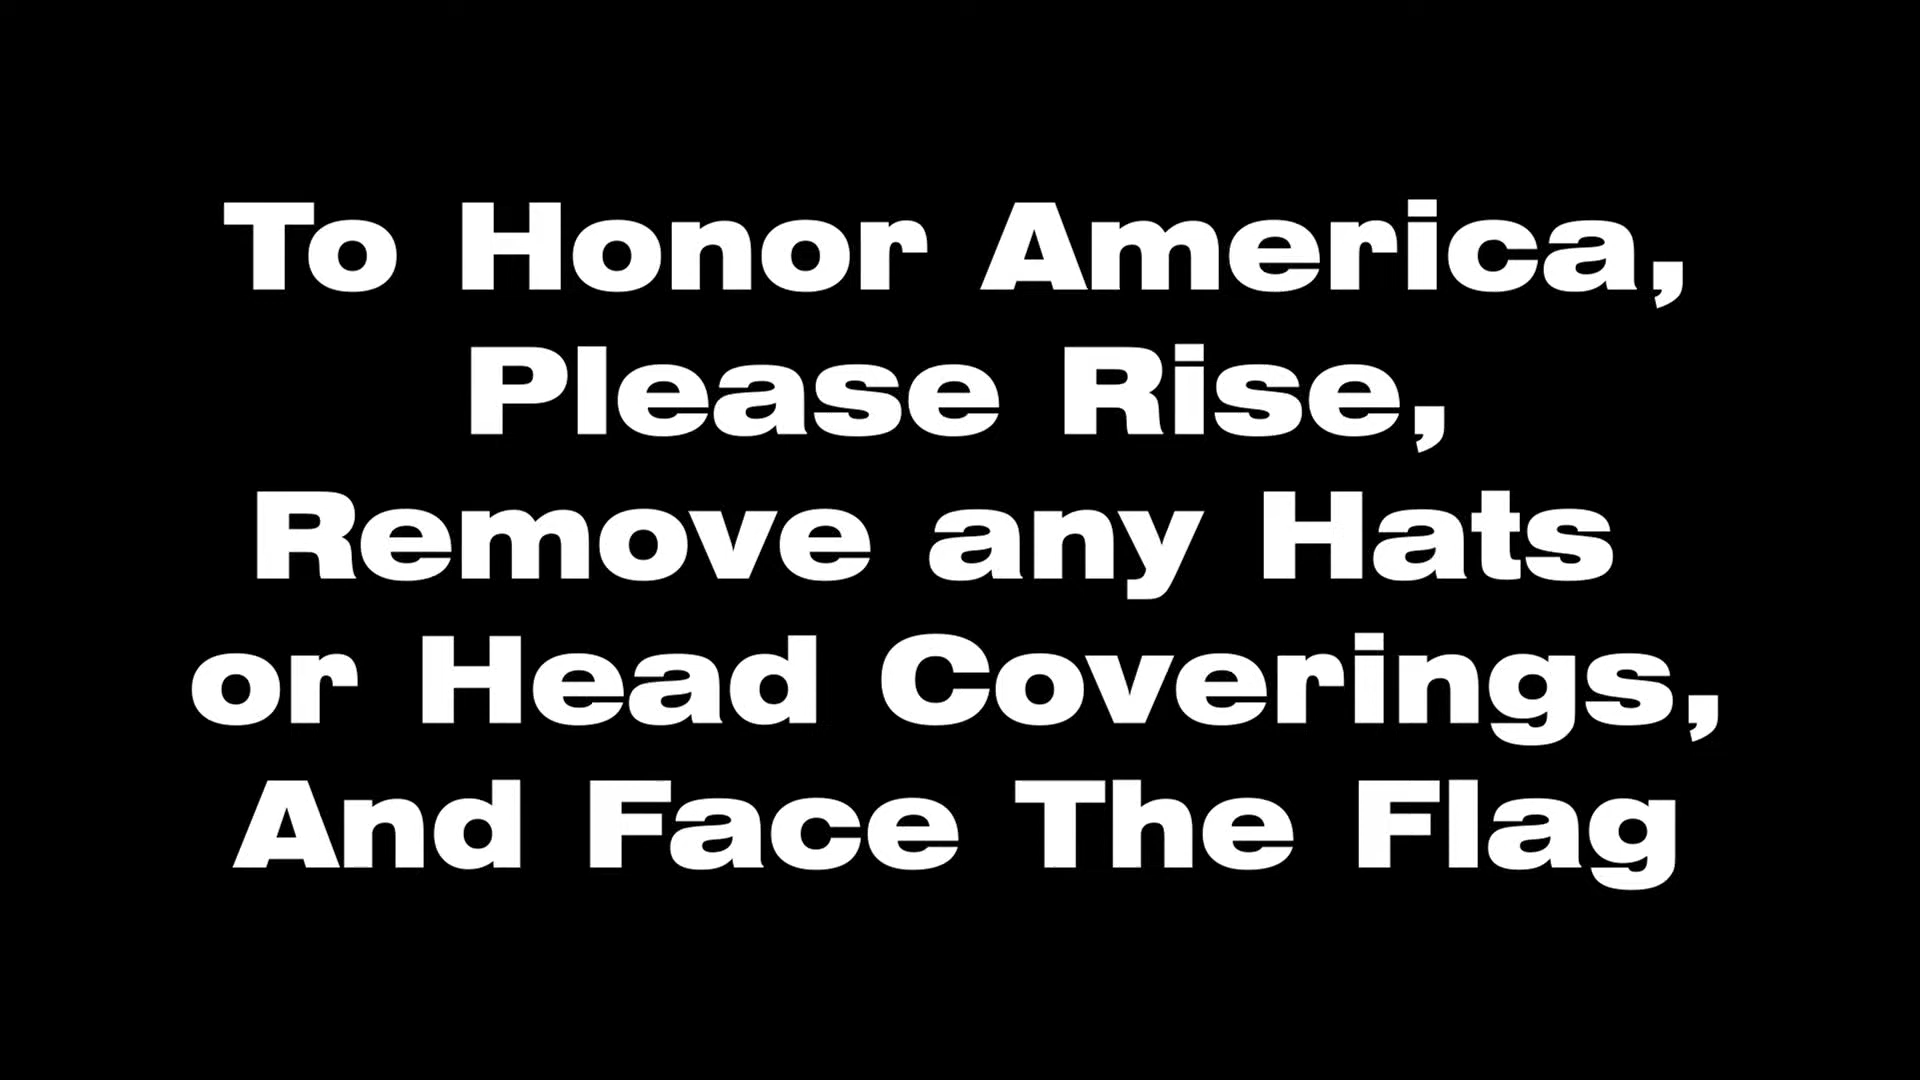 To Honor America,
Please Rise,
Remove any Hats
or Head Coverings,
And Face The Flag